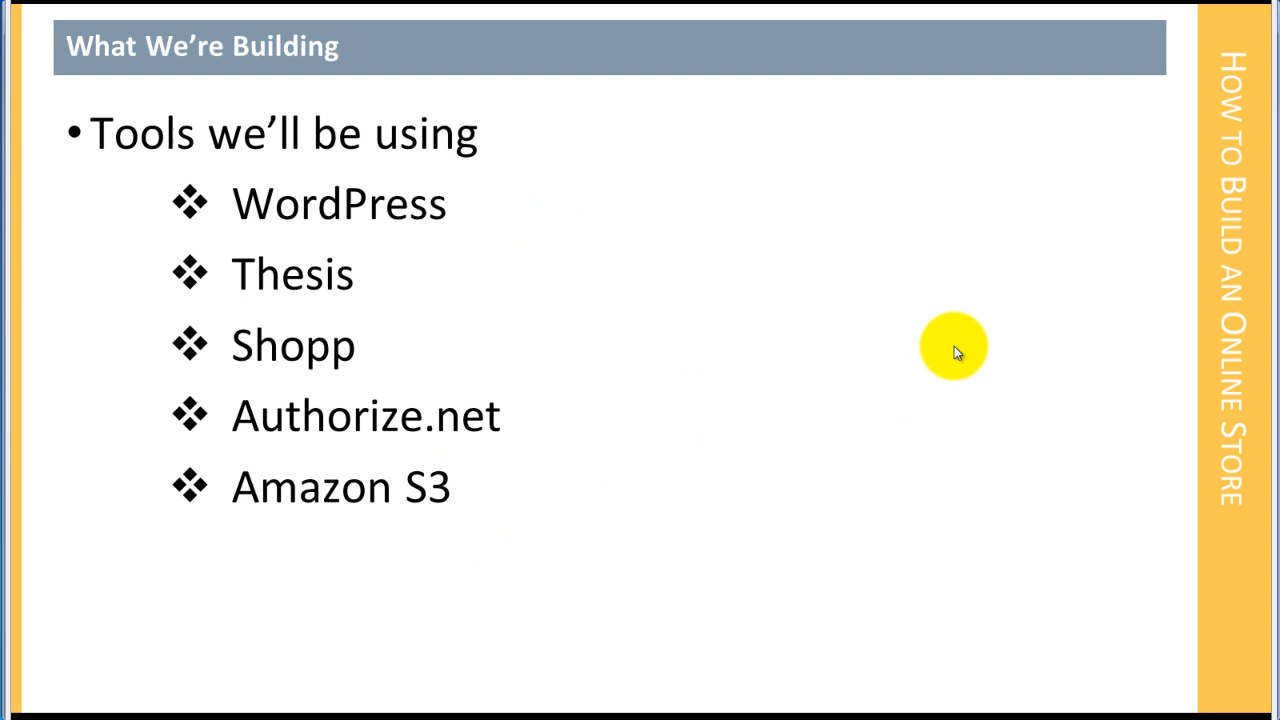 What We’re Building
• Tools we’ll be using
❖ WordPress
❖ Thesis
❖ Shopp
❖ Authorize.net
❖ Amazon S3
How to Build an Online Store